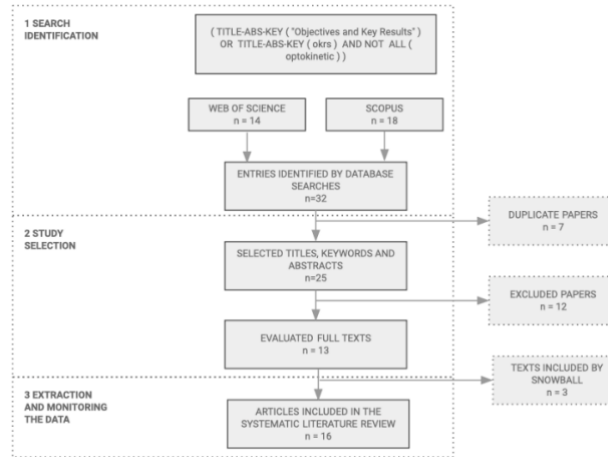 1 SEARCH
IDENTIFICATION
( TITLE-ABS-KEY ( "Objectives and Key Results" )
OR TITLE-ABS-KEY ( okrs ) AND NOT ALL (
optokinetic ) )
WEB OF SCIENCE
n = 14
SCOPUS
n = 18
ENTRIES IDENTIFIED BY DATABASE
SEARCHES
n=32
DUPLICATE PAPERS
n = 7
2 STUDY
SELECTION
SELECTED TITLES, KEYWORDS AND
ABSTRACTS
n=25
EXCLUDED PAPERS
n = 12
EVALUATED FULL TEXTS
n = 13
TEXTS INCLUDED BY
SNOWBALL
n = 3
3 EXTRACTION
AND MONITORING
THE DATA
ARTICLES INCLUDED IN THE
SYSTEMATIC LITERATURE REVIEW
n = 16